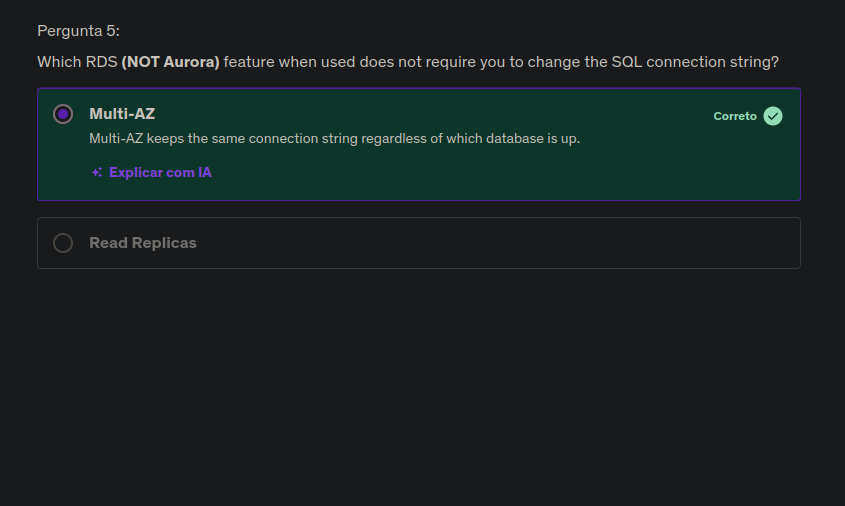 Pergunta 5:
Which RDS (NOT Aurora) feature when used does not require you to change the SQL connection string?
Multi-AZ
Correto
Multi-AZ keeps the same connection string regardless of which database is up.
Explicar com IA
Read Replicas